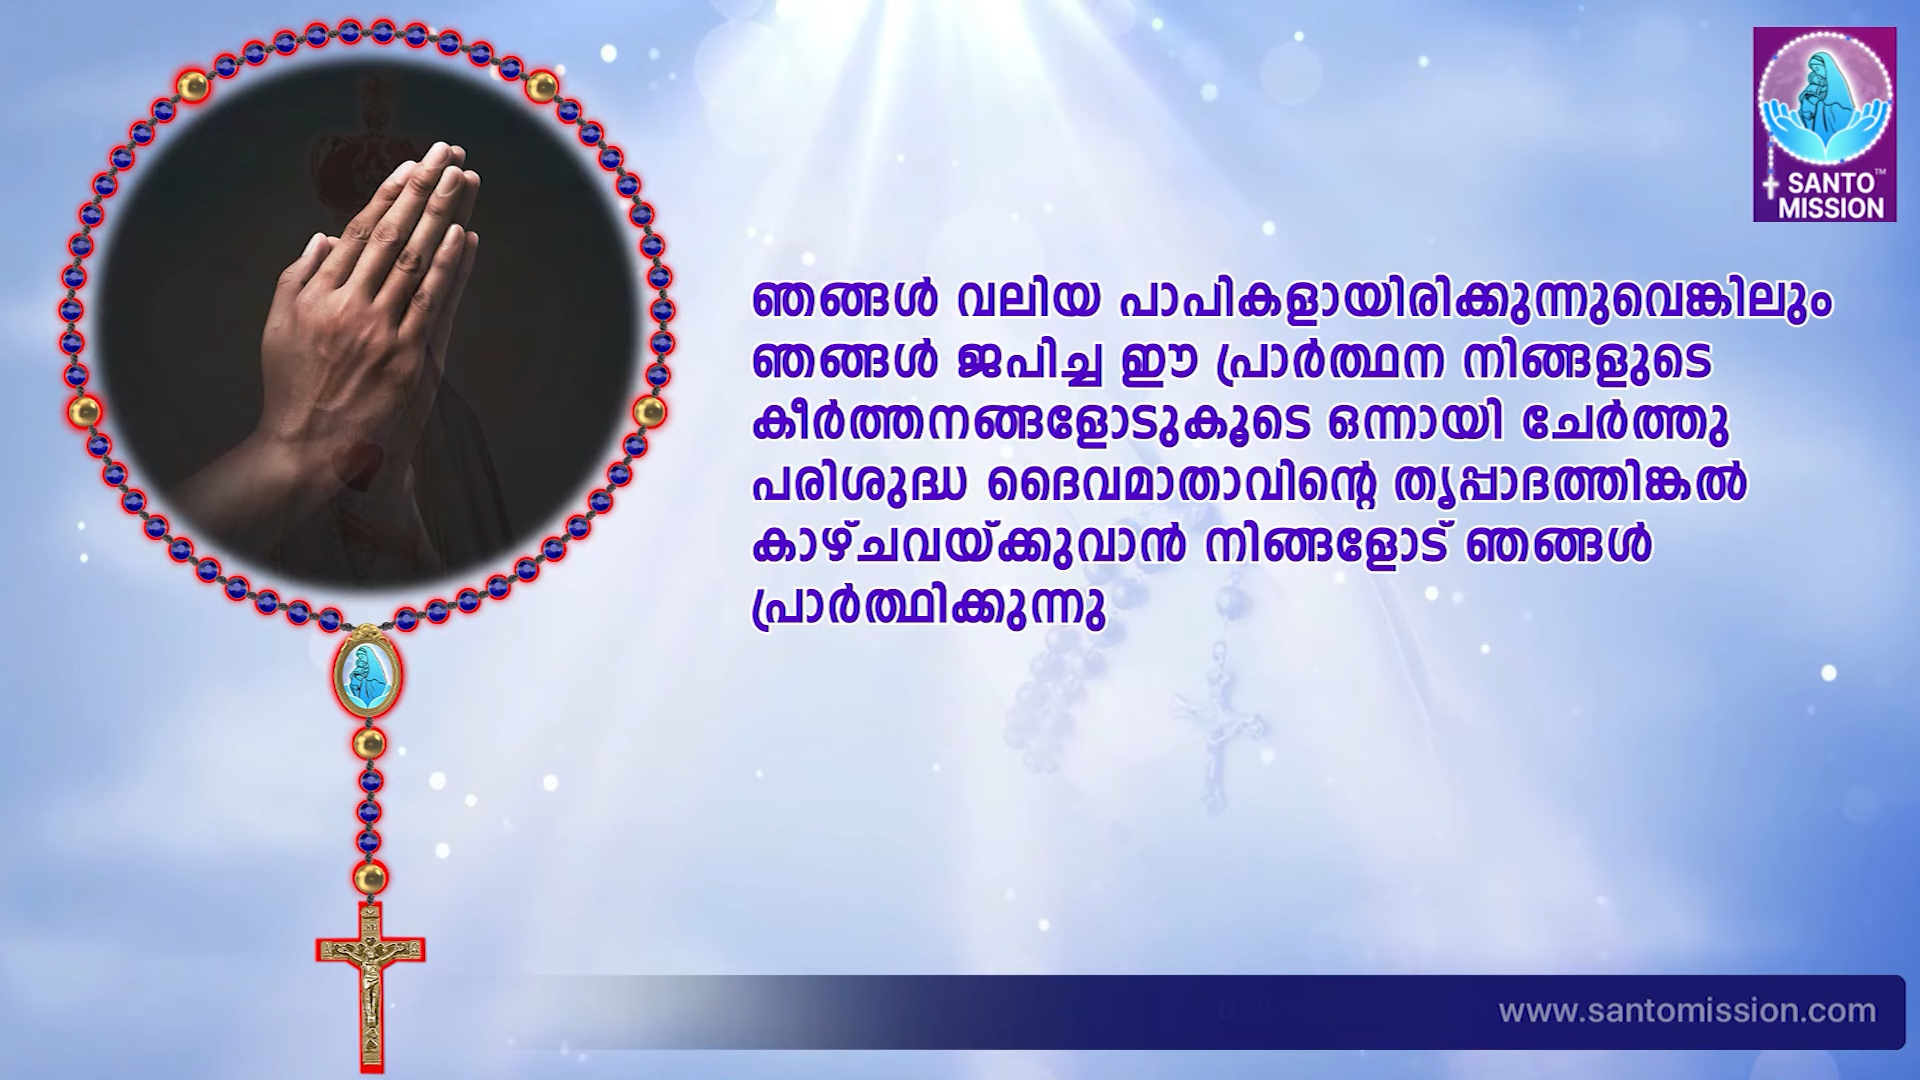 SANTO™
MISSION
ഞങ്ങൾ വലിയ പാപികളായിരിക്കുന്നുവെങ്കിലും
ഞങ്ങൾ ജപിച്ച ഈ പ്രാർത്ഥന നിങ്ങളുടെ
കീർത്തനങ്ങളോടുകൂടെ ഒന്നായി ചേർത്തു
പരിശുദ്ധ ദൈവമാതാവിന്റെ തൃപ്പാദത്തിങ്കൽ
കാഴ്ചവയ്ക്കുവാൻ നിങ്ങളോട് ഞങ്ങൾ
പ്രാർത്ഥിക്കുന്നു
www.santomission.com